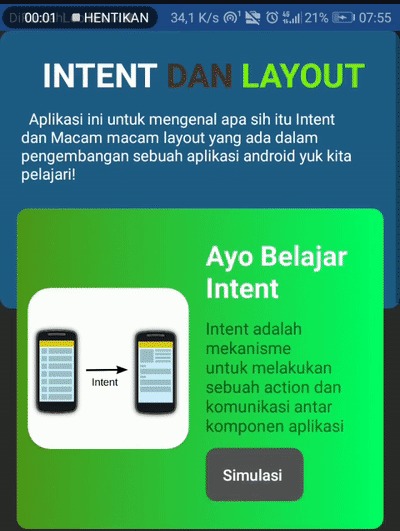 00:01 HENTIKAN 34,1 K/s 21% 07:55
INTENT DAN LAYOUT
Aplikasi ini untuk mengenal apa sih itu Intent
dan Macam macam layout yang ada dalam
pengembangan sebuah aplikasi android yuk kita
pelajari!
Ayo Belajar
Intent
Intent adalah
mekanisme
untuk melakukan
sebuah action dan
komunikasi antar
komponen aplikasi
Intent
Simulasi